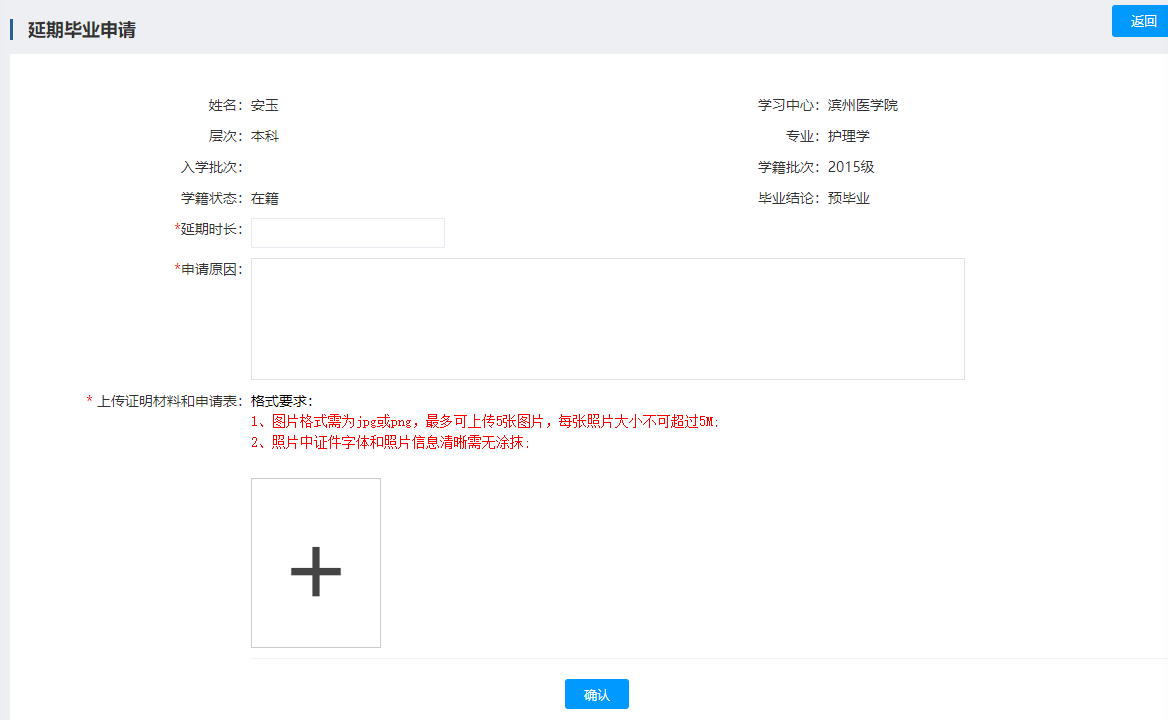 延期毕业申请
返回
姓名：安玉
学习中心：滨州医学院
层次：本科
专业：护理学
入学批次：
学籍批次：2015级
学籍状态：在籍
毕业结论：预毕业
*延期时长：
*申请原因：
* 上传证明材料和申请表：格式要求：
1、图片格式需为jpg或png，最多可上传5张图片，每张照片大小不可超过5M;
2、照片中证件字体和照片信息清晰需无涂抹;
确认